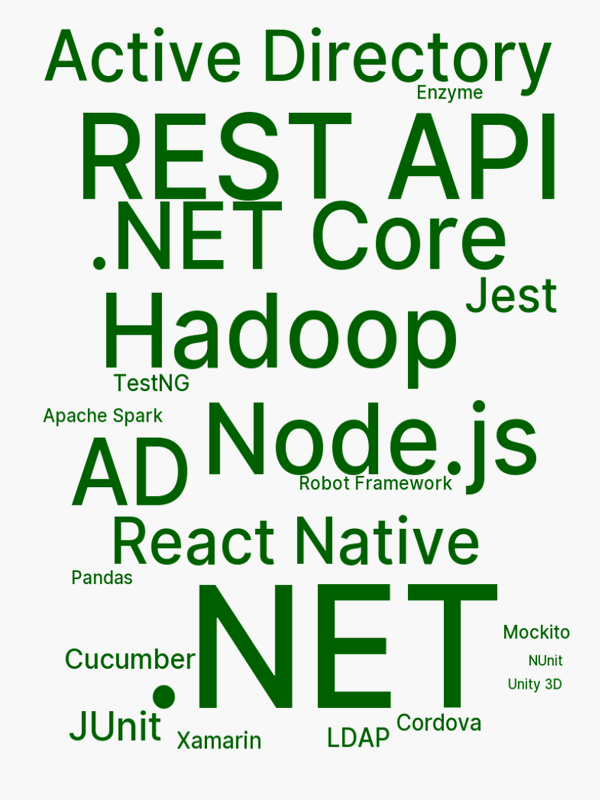 Active Directory
Enzyme
REST API
.NET Core
Jest
Hadoop
TestNG
Apache Spark
Node.js
AD
Robot Framework
React Native
Pandas
.NET
Mockito
Cucumber
NUnit
Unity 3D
JUnit
Cordova
Xamarin
LDAP